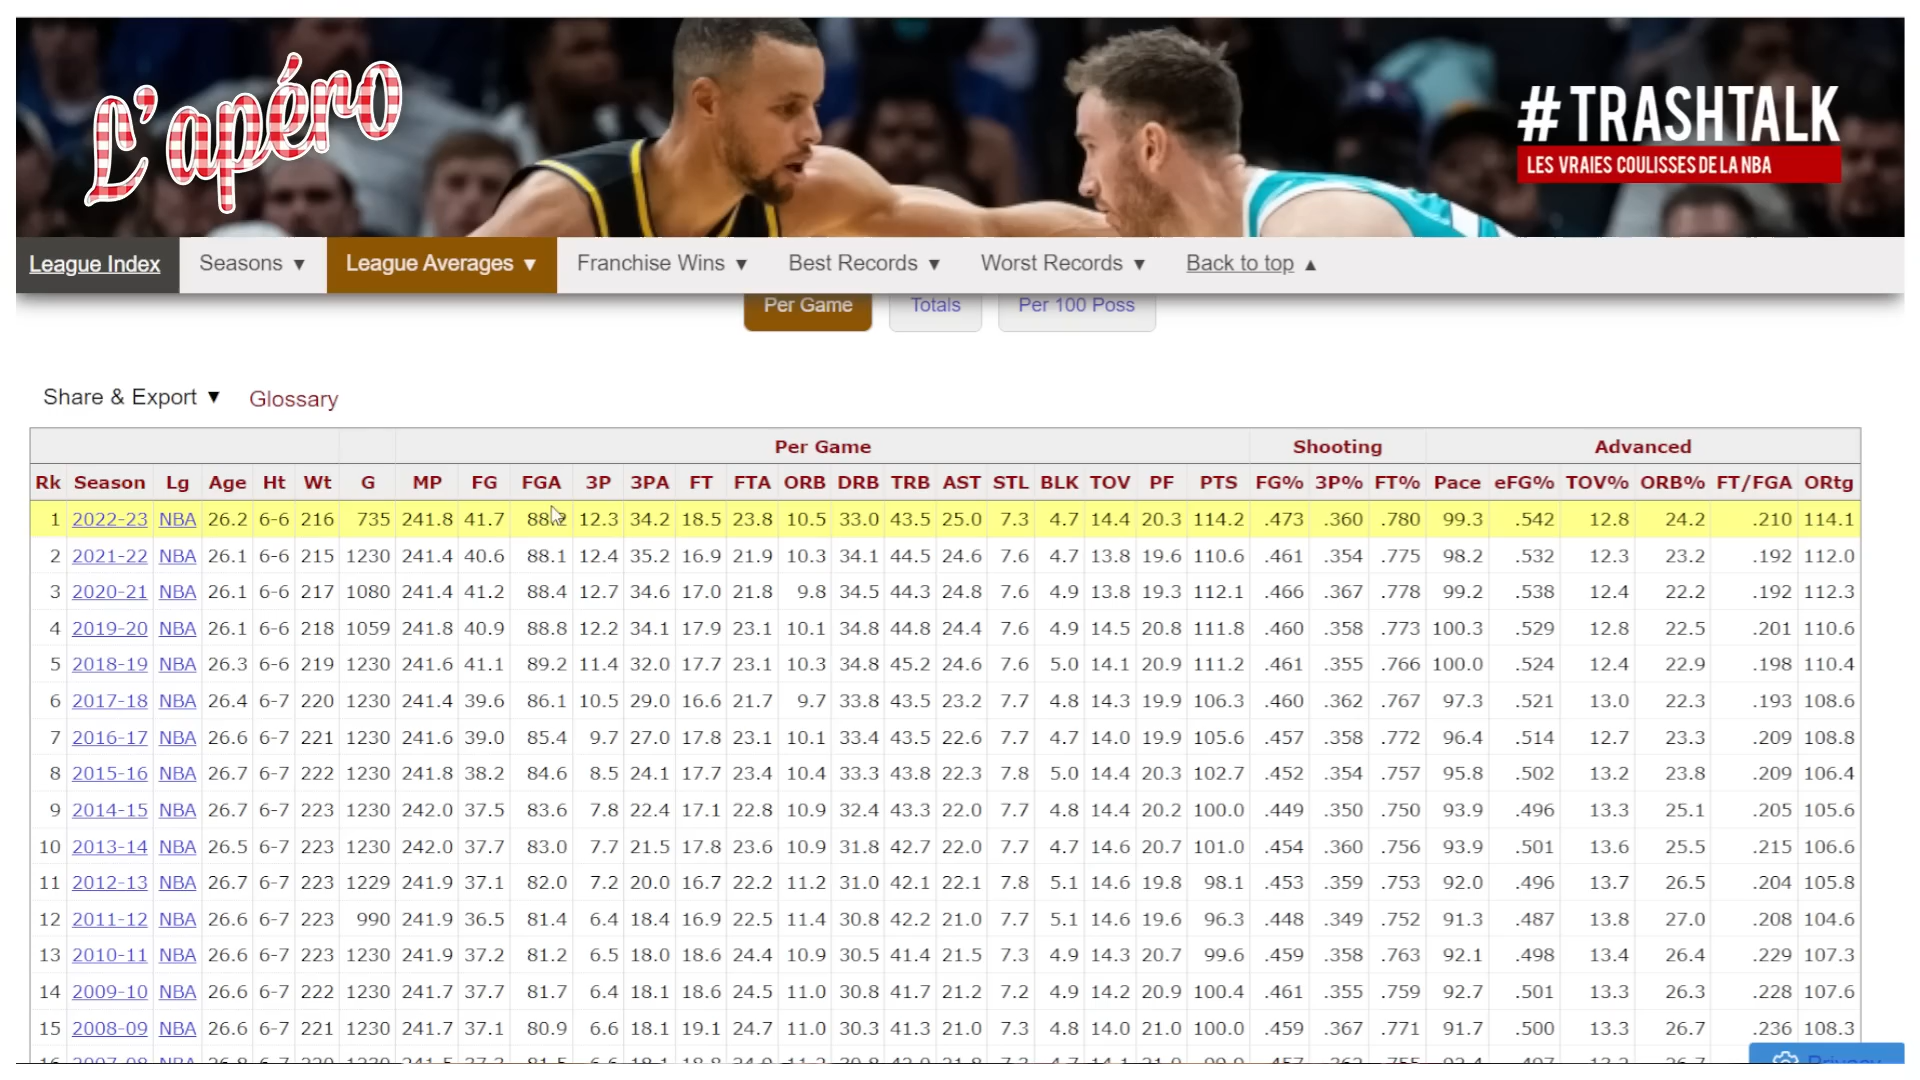 L'apéro
#TRASHTALK
LES VRAIES COULISSES DE LA NBA
League Index Seasons ▼ League Averages ▼ Franchise Wins ▼ Best Records ▼ Worst Records ▼ Back to top ▲
Per Game Totals Per 100 Poss
Share & Export ▼ Glossary
Per Game Shooting Advanced
Rk Season Lg Age Ht Wt G MP FG FGA 3P 3PA FT FTA ORB DRB TRB AST STL BLK TOV PF PTS FG% 3P% FT% Pace eFG% TOV% ORB% FT/FGA ORtg
1 2022-23 NBA 26.2 6-6 216 735 241.8 41.7 12.3 34.2 18.5 23.8 10.5 33.0 43.5 25.0 7.3 4.7 14.4 20.3 114.2 .473 .360 .780 99.3 .542 12.8 24.2 .210 114.1
2 2021-22 NBA 26.1 6-6 215 1230 241.4 40.6 88.1 12.4 35.2 16.9 21.9 10.3 34.1 44.5 24.6 7.6 4.7 13.8 19.6 110.6 .461 .354 .775 98.2 .532 12.3 23.2 .192 112.0
3 2020-21 NBA 26.1 6-6 217 1080 241.4 41.2 88.4 12.7 34.6 17.0 21.8 9.8 34.5 44.3 24.8 7.6 4.9 13.8 19.3 112.1 .466 .367 .778 99.2 .538 12.4 22.2 .192 112.3
4 2019-20 NBA 26.1 6-6 218 1059 241.8 40.9 88.8 12.2 34.1 17.9 23.1 10.1 34.8 44.8 24.4 7.6 4.9 14.5 20.8 111.8 .460 .358 .773 100.3 .529 12.8 22.5 .201 110.6
5 2018-19 NBA 26.3 6-6 219 1230 241.6 41.1 89.2 11.4 32.0 17.7 23.1 10.3 34.8 45.2 24.6 7.6 5.0 14.1 20.9 111.2 .461 .355 .766 100.0 .524 12.4 22.9 .198 110.4
6 2017-18 NBA 26.4 6-7 220 1230 241.4 39.6 86.1 10.5 29.0 16.6 21.7 9.7 33.8 43.5 23.2 7.7 4.8 14.3 19.9 106.3 .460 .362 .767 97.3 .521 13.0 22.3 .193 108.6
7 2016-17 NBA 26.6 6-7 221 1230 241.6 39.0 85.4 9.7 27.0 17.8 23.1 10.1 33.4 43.5 22.6 7.7 4.7 14.0 19.9 105.6 .457 .358 .772 96.4 .514 12.7 23.3 .209 108.8
8 2015-16 NBA 26.7 6-7 222 1230 241.8 38.2 84.6 8.5 24.1 17.7 23.4 10.4 33.3 43.8 22.3 7.8 5.0 14.4 20.3 102.7 .452 .354 .757 95.8 .502 13.2 23.8 .209 106.4
9 2014-15 NBA 26.7 6-7 223 1230 242.0 37.5 83.6 7.8 22.4 17.1 22.8 10.9 32.4 43.3 22.0 7.7 4.8 14.4 20.2 100.0 .449 .350 .750 93.9 .496 13.3 25.1 .205 105.6
10 2013-14 NBA 26.5 6-7 223 1230 242.0 37.7 83.0 7.7 21.5 17.8 23.6 10.9 31.8 42.7 22.0 7.7 4.7 14.6 20.7 101.0 .454 .360 .756 93.9 .501 13.6 25.5 .215 106.6
11 2012-13 NBA 26.7 6-7 223 1229 241.9 37.1 82.0 7.2 20.0 16.7 22.2 11.2 31.0 42.1 22.1 7.8 5.1 14.6 19.8 98.1 .453 .359 .753 92.0 .496 13.7 26.5 .204 105.8
12 2011-12 NBA 26.6 6-7 223 990 241.9 36.5 81.4 6.4 18.4 16.9 22.5 11.4 30.8 42.2 21.0 7.7 5.1 14.6 19.6 96.3 .448 .349 .752 91.3 .487 13.8 27.0 .208 104.6
13 2010-11 NBA 26.6 6-7 223 1230 241.9 37.2 81.2 6.5 18.0 18.6 24.4 10.9 30.5 41.4 21.5 7.3 4.9 14.3 20.7 99.6 .459 .358 .763 92.1 .498 13.4 26.4 .229 107.3
14 2009-10 NBA 26.6 6-7 222 1230 241.7 37.7 81.7 6.4 18.1 18.6 24.5 11.0 30.8 41.7 21.2 7.2 4.9 14.2 20.9 100.4 .461 .355 .759 92.7 .501 13.3 26.3 .228 107.6
15 2008-09 NBA 26.6 6-7 221 1230 241.7 37.1 80.9 6.6 18.1 19.1 24.7 11.0 30.3 41.3 21.0 7.3 4.8 14.0 21.0 100.0 .459 .367 .771 91.7 .500 13.3 26.7 .236 108.3